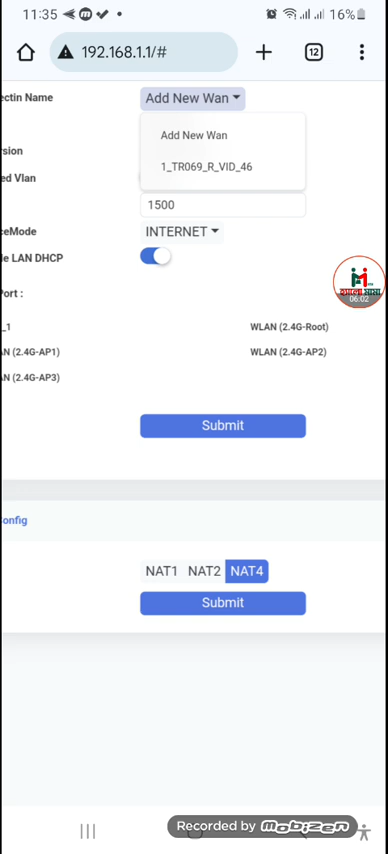 11:35
16%
192.168.1.1/#
12
ectin Name
Add New Wan
Add New Wan
rsion
1_TR069_R_VID_46
ed Vlan
1500
ceMode
INTERNET
le LAN DHCP
Port :
06:02
_1
WLAN (2.4G-Root)
AN (2.4G-AP1)
WLAN (2.4G-AP2)
AN (2.4G-AP3)
Submit
Config
NAT1 NAT2 NAT4
Submit
Recorded by Mobizen